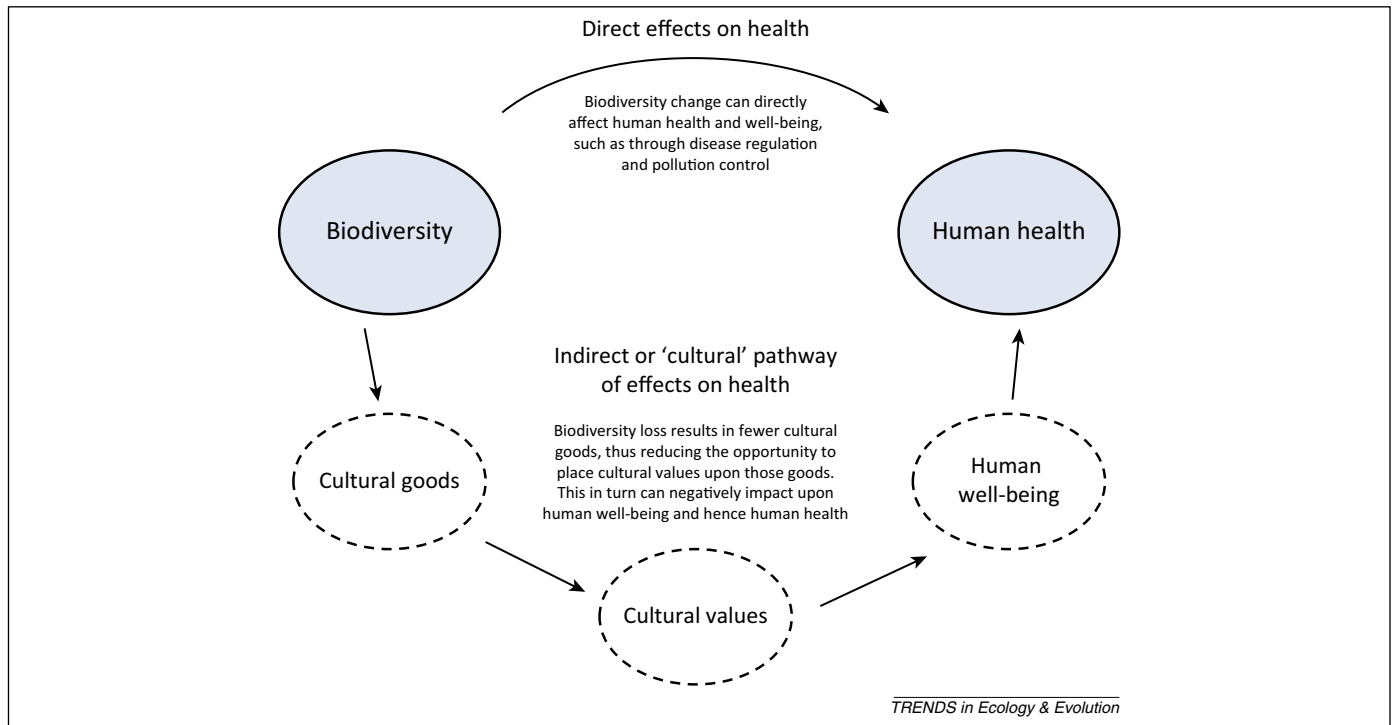 Direct effects on health
Biodiversity change can directly
affect human health and well-being,
such as through disease regulation
and pollution control
Biodiversity
Human health
Indirect or ‘cultural’ pathway
of effects on health
Biodiversity loss results in fewer cultural
goods, thus reducing the opportunity to
place cultural values upon those goods.
This in turn can negatively impact upon
human well-being and hence human health
Cultural goods
Human
well-being
Cultural values
TRENDS in Ecology & Evolution